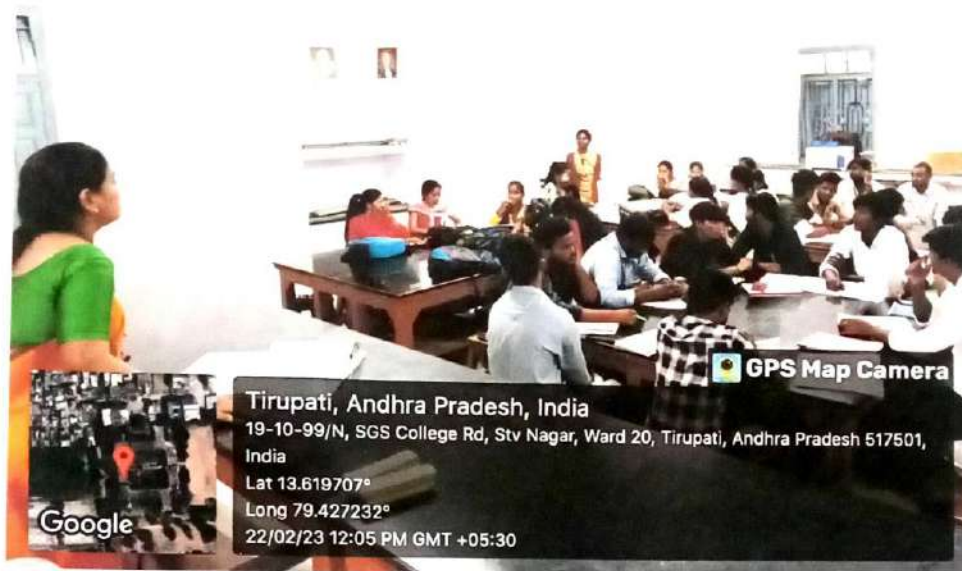 GPS Map Camera
Tirupati, Andhra Pradesh, India
19-10-99/N, SGS College Rd, Stv Nagar, Ward 20, Tirupati, Andhra Pradesh 517501,
India
Lat 13.619707°
Long 79.427232°
22/02/23 12:05 PM GMT +05:30
Google